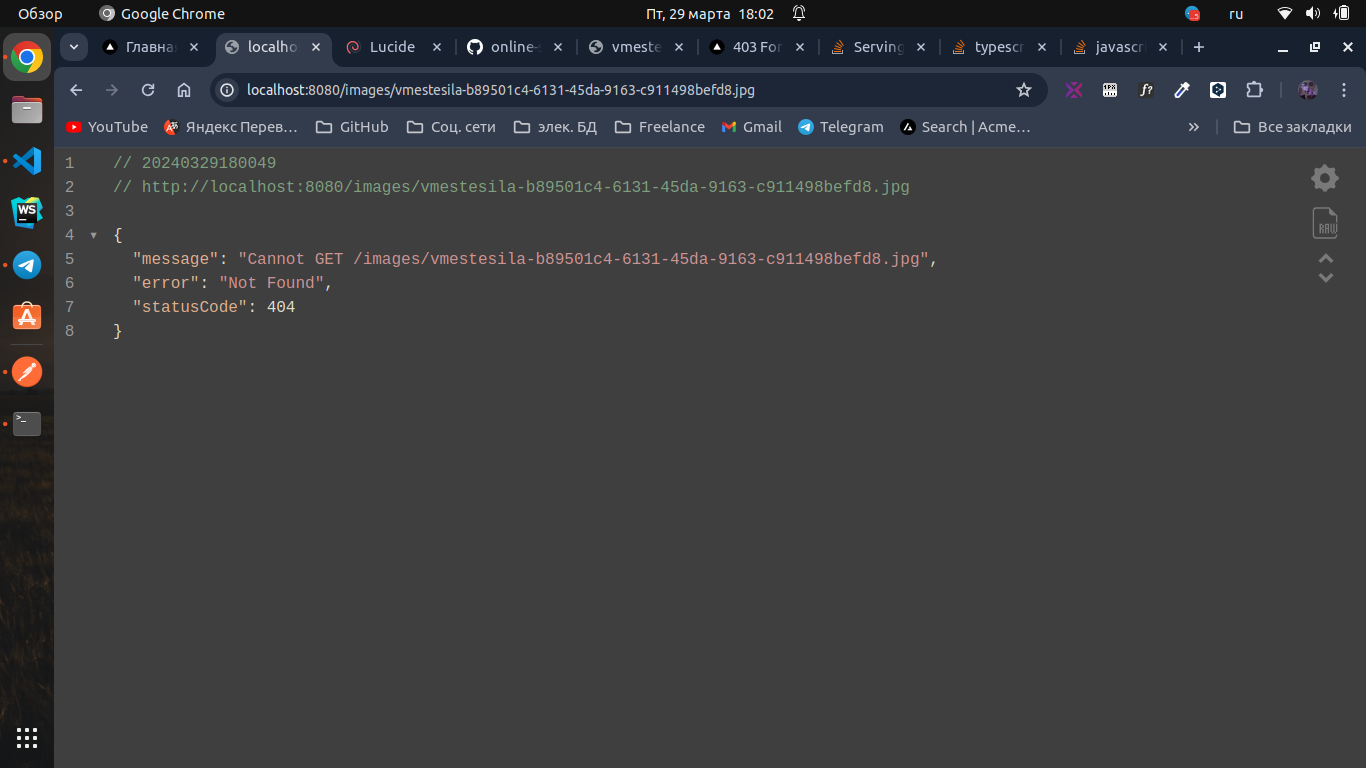 Обзор
Google Chrome
Пт, 29 марта 18:02
ru
Главна
localho
Lucide
online-
vmeste
403 For
Serving
typescr
javascri
localhost:8080/images/vmestesila-b89501c4-6131-45da-9163-c911498befd8.jpg
f?
YouTube
Яндекс Перев…
GitHub
Соц. сети
элек. БД
Freelance
Gmail
Telegram
Search | Acme…
Все закладки
1 // 20240329180049
2 // http://localhost:8080/images/vmestesila-b89501c4-6131-45da-9163-c911498befd8.jpg
3
4 {
5 "message": "Cannot GET /images/vmestesila-b89501c4-6131-45da-9163-c911498befd8.jpg",
6 "error": "Not Found",
7 "statusCode": 404
8 }
RAW
WS